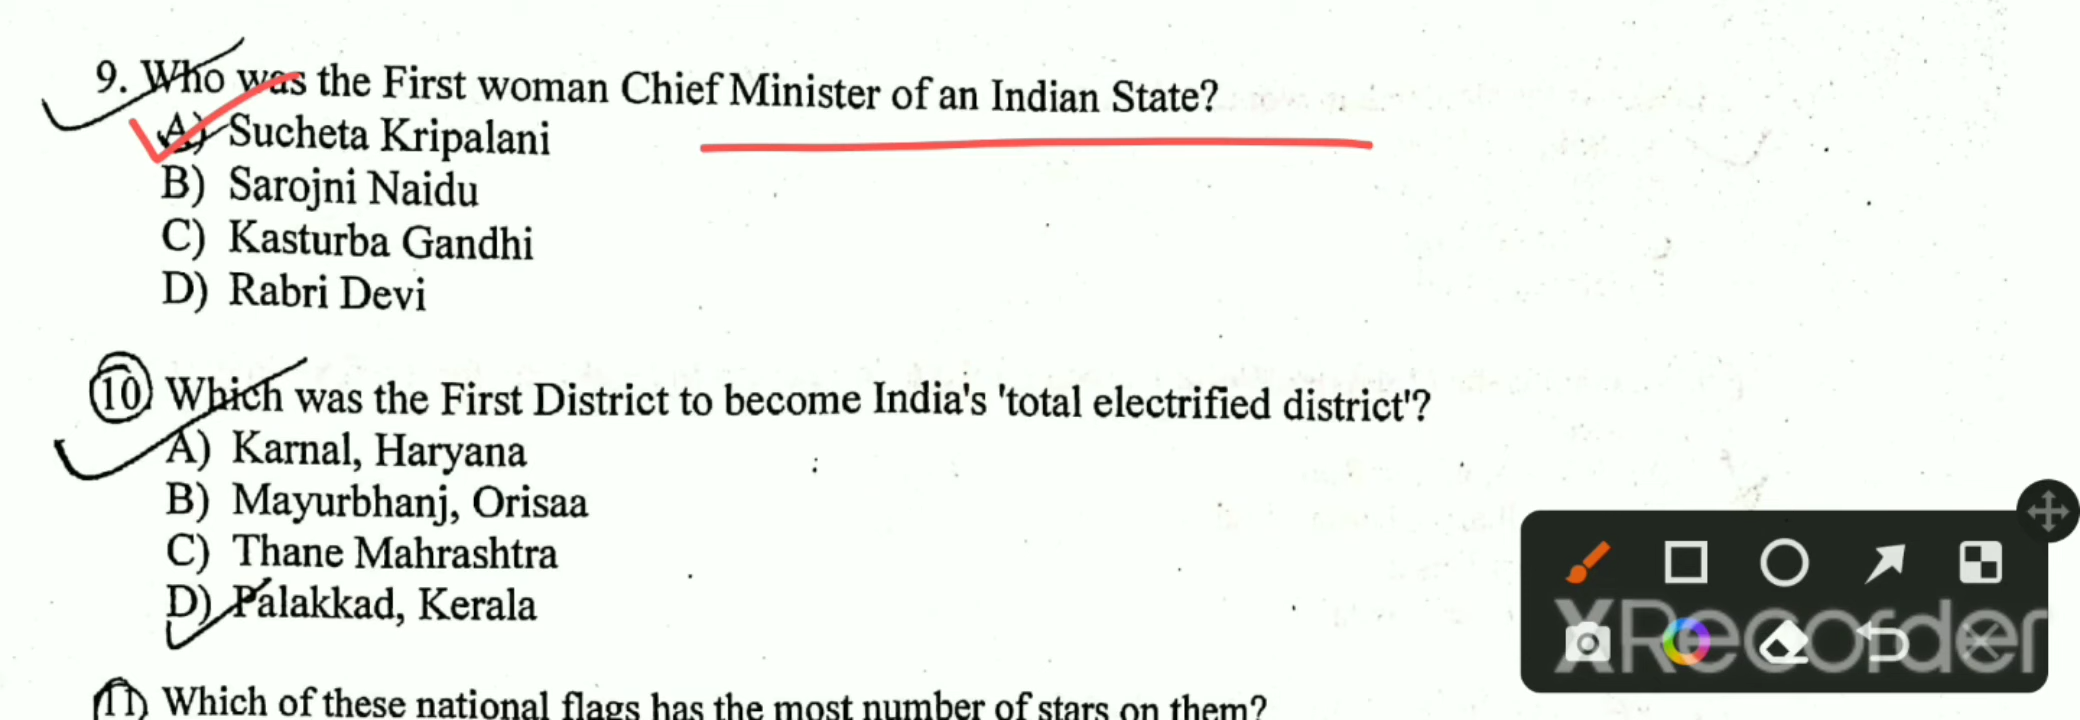 9. Who was the First woman Chief Minister of an Indian State?
A) Sucheta Kripalani
B) Sarojni Naidu
C) Kasturba Gandhi
D) Rabri Devi
10) Which was the First District to become India's 'total electrified district'?
A) Karnal, Haryana
B) Mayurbhanj, Orisaa
C) Thane Mahrashtra
D) Palakkad, Kerala
11) Which of these national flags has the most number of stars on them?
XRecorder